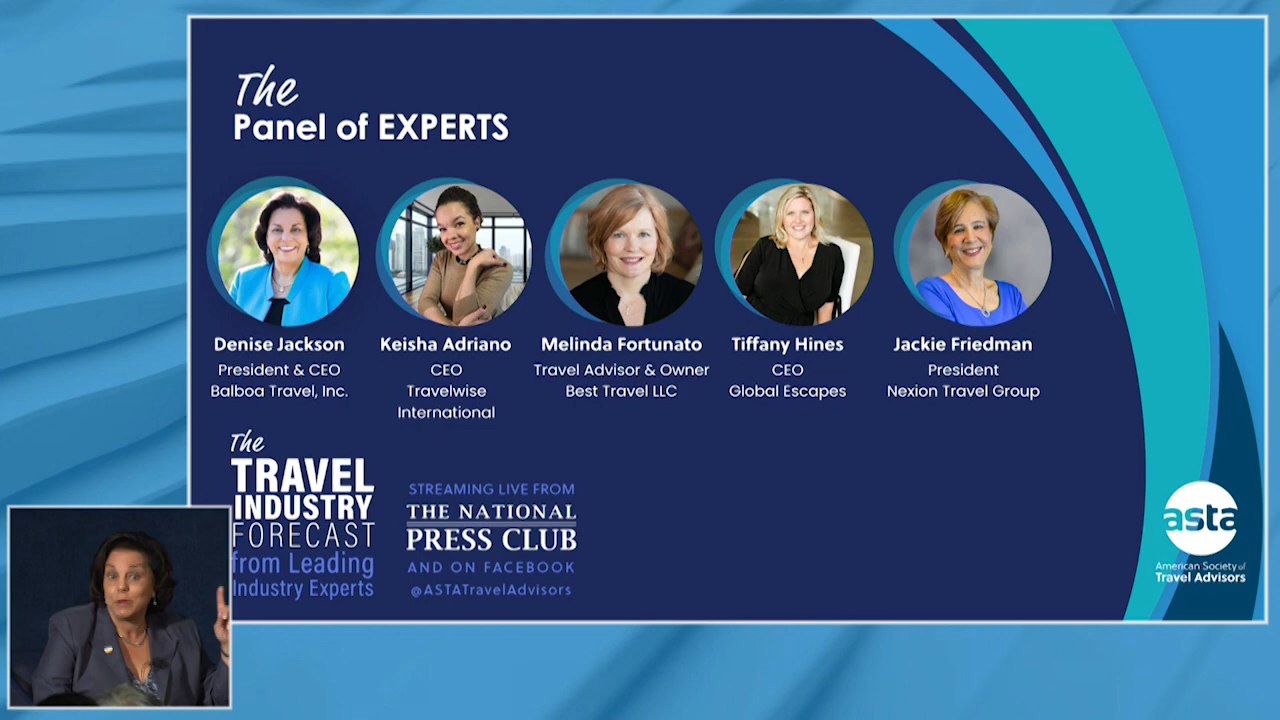 The
Panel of EXPERTS
Denise Jackson
President & CEO
Balboa Travel, Inc.
Keisha Adriano
CEO
Travelwise
International
Melinda Fortunato
Travel Advisor & Owner
Best Travel LLC
Tiffany Hines
CEO
Global Escapes
Jackie Friedman
President
Nexion Travel Group
The
TRAVEL
INDUSTRY
FORECAST
from Leading
Industry Experts
STREAMING LIVE FROM
THE NATIONAL
PRESS CLUB
AND ON FACEBOOK
@ASTATravelAdvisors
asta
American Society of
Travel Advisors